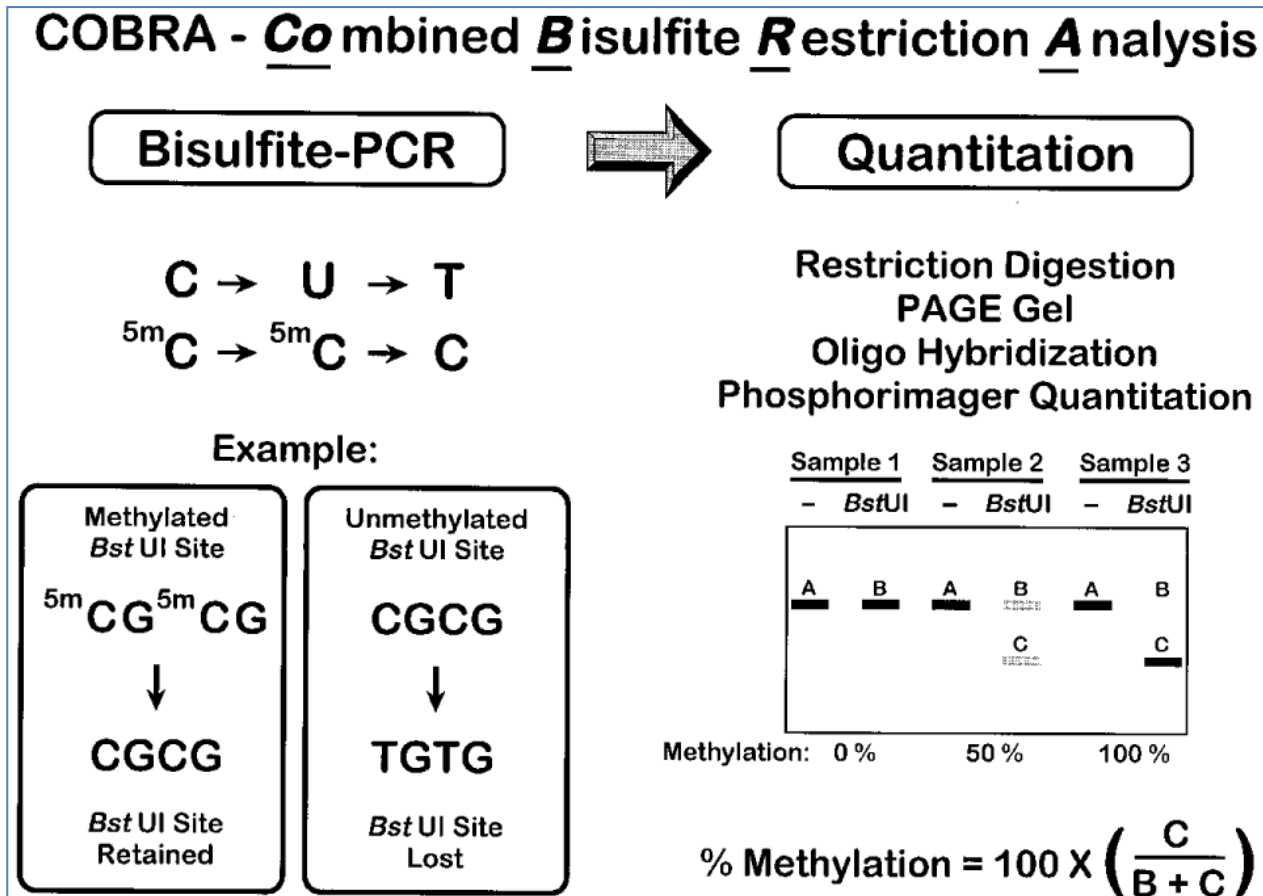 COBRA - Combined Bisulfite Restriction Analysis
Bisulfite-PCR
C → U → T
5mC → 5mC → C
Example:
Methylated
Bst UI Site
5mCG5mCG
↓
CGCG
Bst UI Site
Retained
Unmethylated
Bst UI Site
CGCG
↓
TGTG
Bst UI Site
Lost
Quantitation
Restriction Digestion
PAGE Gel
Oligo Hybridization
Phosphorimager Quantitation
Sample 1 Sample 2 Sample 3
– BstUI – BstUI – BstUI
A B A B A B
C C
Methylation: 0 % 50 % 100 %
% Methylation = 100 X (C / B + C)